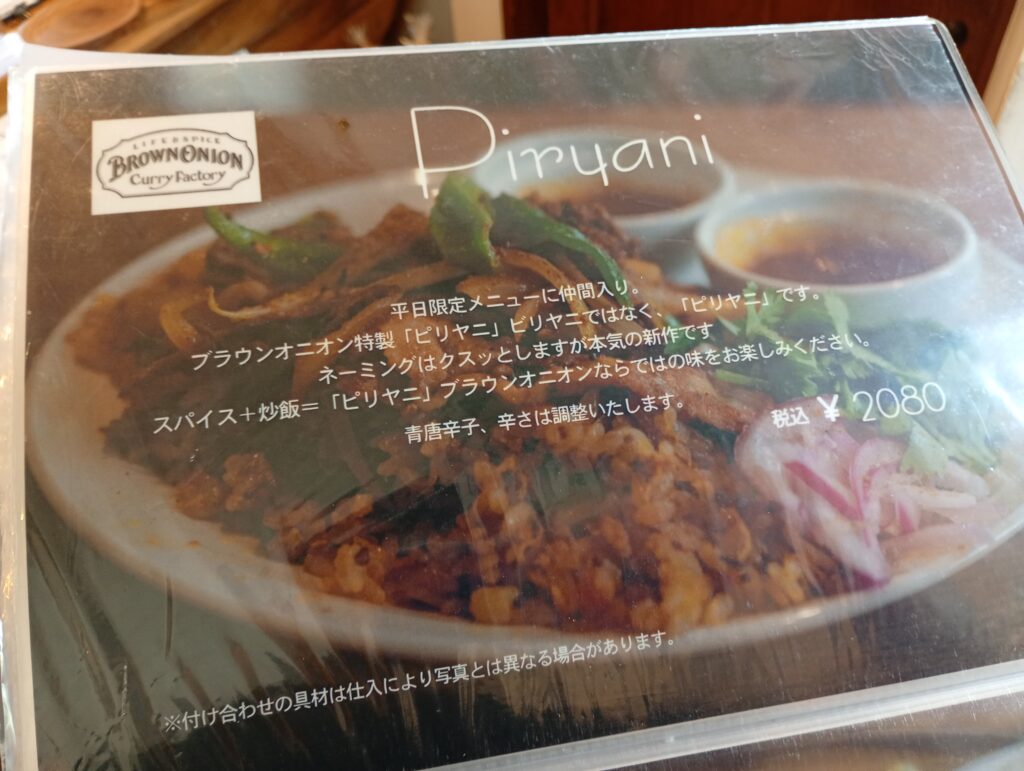 LIFE & SPICE
BROWN ONION
Curry Factory
Piryani
平日限定メニューに仲間入り。
ブラウンオニオン特製「ピリヤニ」ビリヤニではなく、「ピリヤニ」です。
ネーミングはクスッとしますが本気の新作です
スパイス＋炒飯＝「ピリヤニ」ブラウンオニオンならではの味をお楽しみください。
青唐辛子、辛さは調整いたします。
税込 ¥ 2080
※付け合わせの具材は仕入により写真とは異なる場合があります。